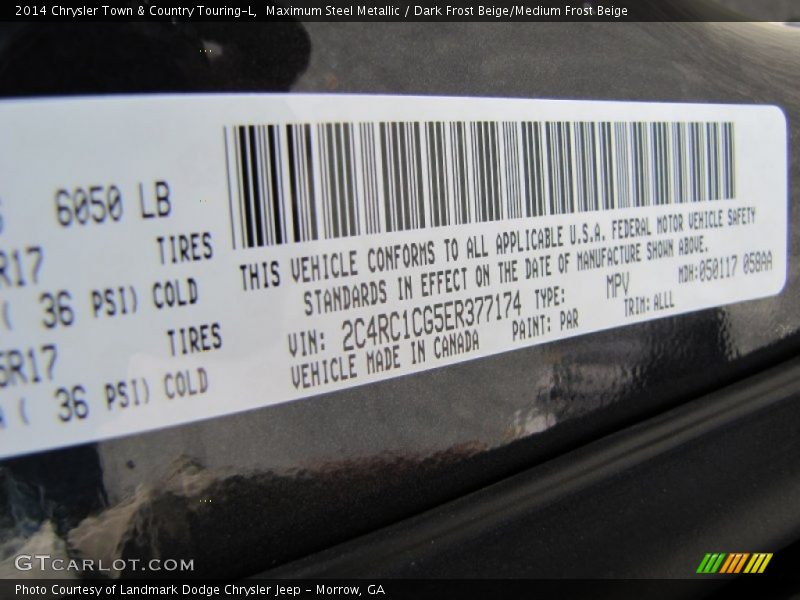 2014 Chrysler Town & Country Touring-L,  Maximum Steel Metallic / Dark Frost Beige/Medium Frost Beige
6050 LB
R17 TIRES
( 36 PSI) COLD
5R17 TIRES
( 36 PSI) COLD
THIS VEHICLE CONFORMS TO ALL APPLICABLE U.S.A. FEDERAL MOTOR VEHICLE SAFETY
STANDARDS IN EFFECT ON THE DATE OF MANUFACTURE SHOWN ABOVE.
VIN: 2C4RC1CG5ER377174 TYPE: MPV MDH:050117 058AA
VEHICLE MADE IN CANADA PAINT: PAR TRIM: ALLL
GTCARLOT.COM
Photo Courtesy of Landmark Dodge Chrysler Jeep - Morrow, GA